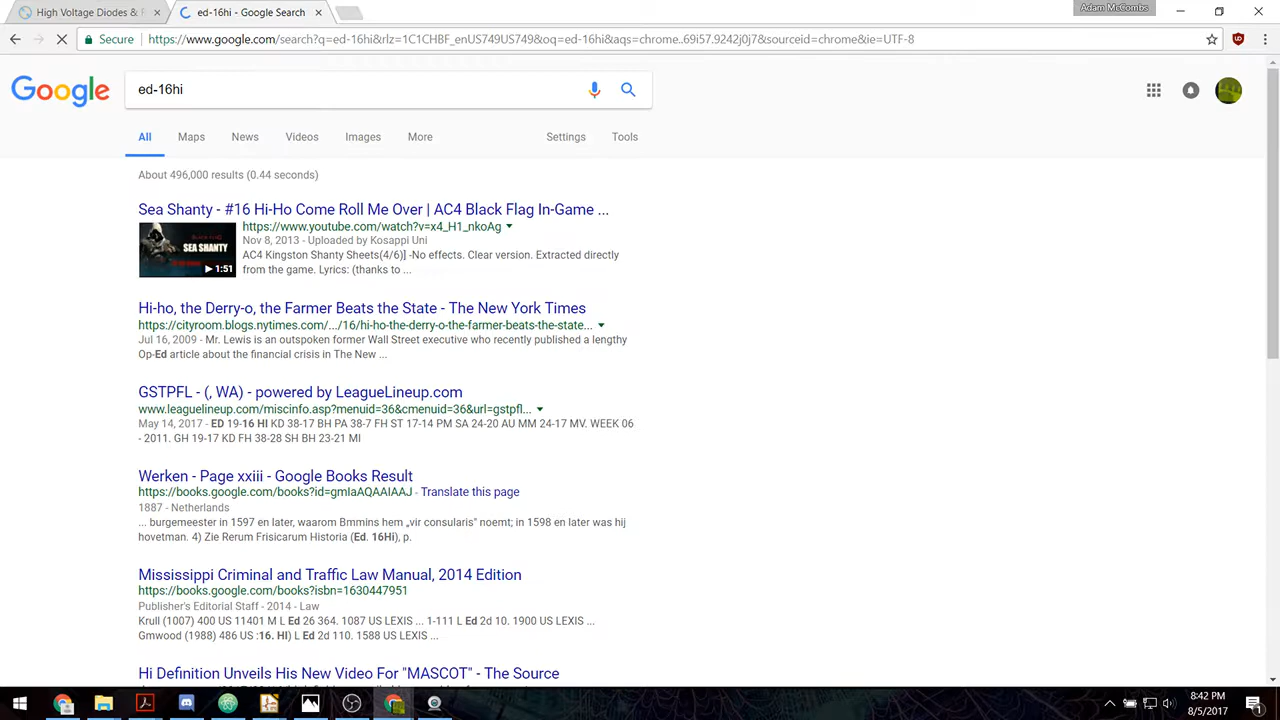 High Voltage Diodes &
ed-16hi - Google Search
Adam McCombs
Secure
https://www.google.com/search?q=ed-16hi&rlz=1C1CHBF_enUS749US749&oq=ed-16hi&aqs=chrome..69i57.9242j0j7&sourceid=chrome&ie=UTF-8
Google
ed-16hi
All Maps News Videos Images More Settings Tools
About 496,000 results (0.44 seconds)
Sea Shanty - #16 Hi-Ho Come Roll Me Over | AC4 Black Flag In-Game ...
https://www.youtube.com/watch?v=x4_H1_nkoAg
Nov 8, 2013 - Uploaded by Kosappi Uni
AC4 Kingston Shanty Sheets(4/6)] -No effects. Clear version. Extracted directly
from the game. Lyrics: (thanks to ...
SEA SHANTY
1:51
Hi-ho, the Derry-o, the Farmer Beats the State - The New York Times
https://cityroom.blogs.nytimes.com/.../16/hi-ho-the-derry-o-the-farmer-beats-the-state...
Jul 16, 2009 - Mr. Lewis is an outspoken former Wall Street executive who recently published a lengthy
Op-Ed article about the financial crisis in The New ...
GSTPFL - (, WA) - powered by LeagueLineup.com
www.leaguelineup.com/miscinfo.asp?menuid=36&cmenuid=36&url=gstpfl...
May 14, 2017 - ED 19-16 HI KD 38-17 BH PA 38-7 FH ST 17-14 PM SA 24-20 AU MM 24-17 MV. WEEK 06
- 2011. GH 19-17 KD FH 38-28 SH BH 23-21 MI
Werken - Page xxiii - Google Books Result
https://books.google.com/books?id=gmIaAQAAIAAJ - Translate this page
1887 - Netherlands
... burgemeester in 1597 en later, waarom Bmmins hem „vir consularis" noemt; in 1598 en later was hij
hovetman. 4) Zie Rerum Frisicarum Historia (Ed. 16Hi), p.
Mississippi Criminal and Traffic Law Manual, 2014 Edition
https://books.google.com/books?isbn=1630447951
Publisher's Editorial Staff - 2014 - Law
Krull (1007) 400 US 11401 M L Ed 26 364. 1087 US LEXIS ... 1-111 L Ed 2d 10. 1900 US LEXIS ...
Gmwood (1988) 486 US :16. HI) L Ed 2d 110. 1588 US LEXIS ...
Hi Definition Unveils His New Video For "MASCOT" - The Source
8:42 PM
8/5/2017
1